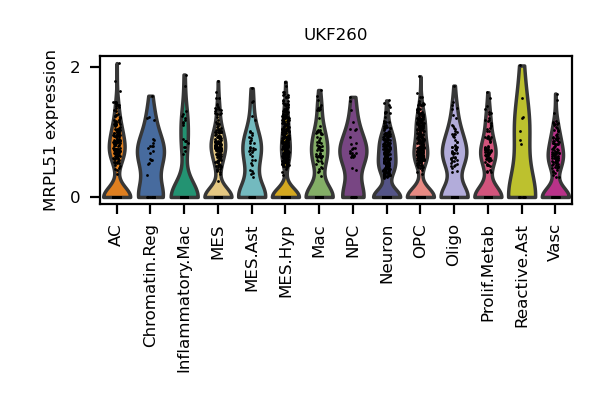 UKF260
MRPL51 expression
2
0
AC
Chromatin.Reg
Inflammatory.Mac
MES
MES.Ast
MES.Hyp
Mac
NPC
Neuron
OPC
Oligo
Prolif.Metab
Reactive.Ast
Vasc